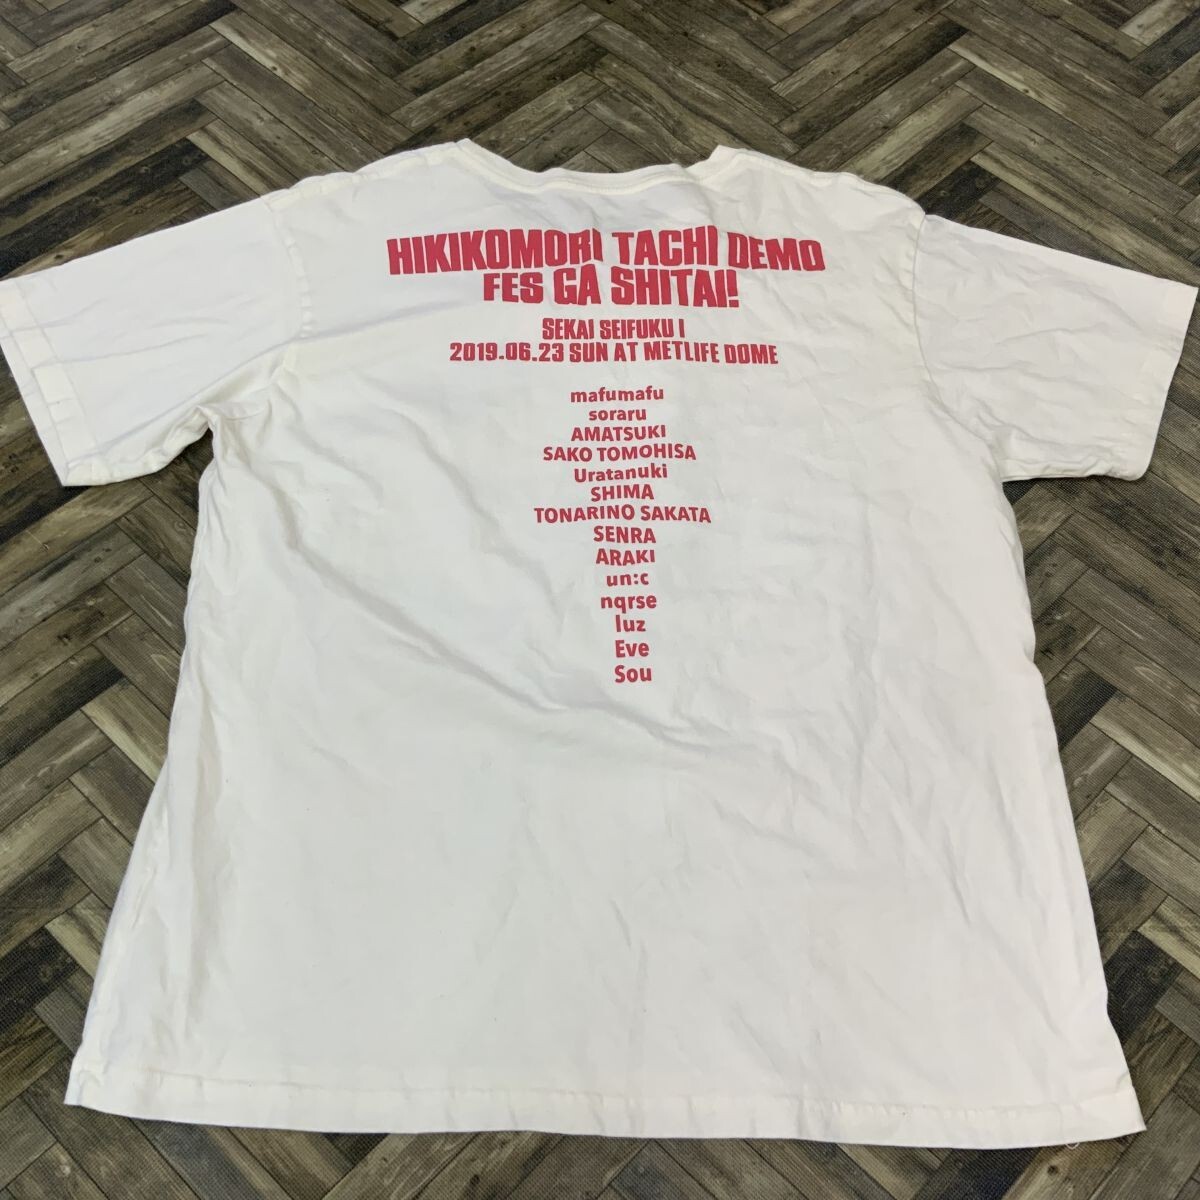 HIKIKOMORI TACHI DEMO
FES GA SHITAI!
SEKAI SEIFUKU I
2019.06.23 SUN AT METLIFE DOME
mafumafu
soraru
AMATSUKI
SAKO TOMOHISA
Uratanuki
SHIMA
TONARINO SAKATA
SENRA
ARAKI
un:c
nqrse
luz
Eve
Sou